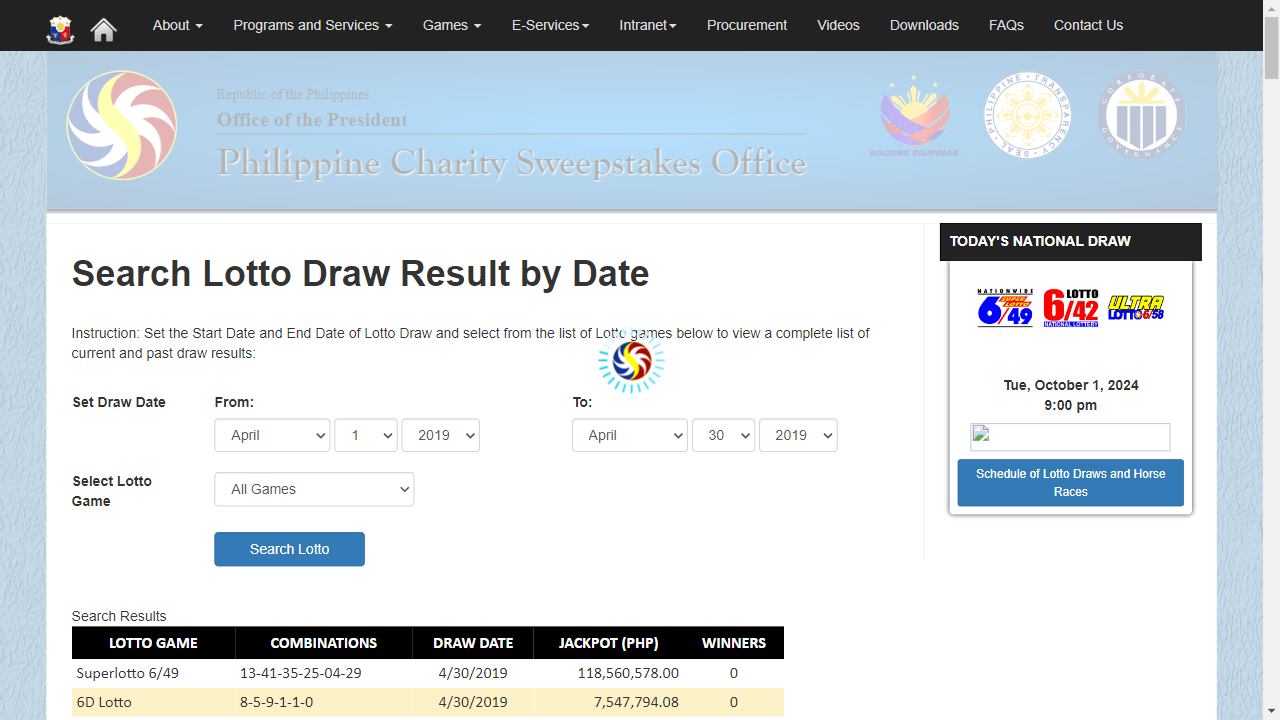 About
Programs and Services
Games
E-Services
Intranet
Procurement
Videos
Downloads
FAQs
Contact Us
Republic of the Philippines
Office of the President
Philippine Charity Sweepstakes Office
BAGONG PILIPINAS
PHILIPPINE TRANSPARENCY SEAL
CORPORATE GOVERNANCE
Search Lotto Draw Result by Date
Instruction: Set the Start Date and End Date of Lotto Draw and select from the list of Lotto games below to view a complete list of
current and past draw results:
Set Draw Date
From:
To:
April
1
2019
April
30
2019
Select Lotto
Game
All Games
Search Lotto
Search Results
LOTTO GAME COMBINATIONS DRAW DATE JACKPOT (PHP) WINNERS
Superlotto 6/49 13-41-35-25-04-29 4/30/2019 118,560,578.00 0
6D Lotto 8-5-9-1-1-0 4/30/2019 7,547,794.08 0
TODAY'S NATIONAL DRAW
NATIONWIDE
6/49 SUPER LOTTO
6/42 LOTTO
NATIONAL LOTTERY
ULTRA
LOTTO 6/58
Tue, October 1, 2024
9:00 pm
Schedule of Lotto Draws and Horse
Races